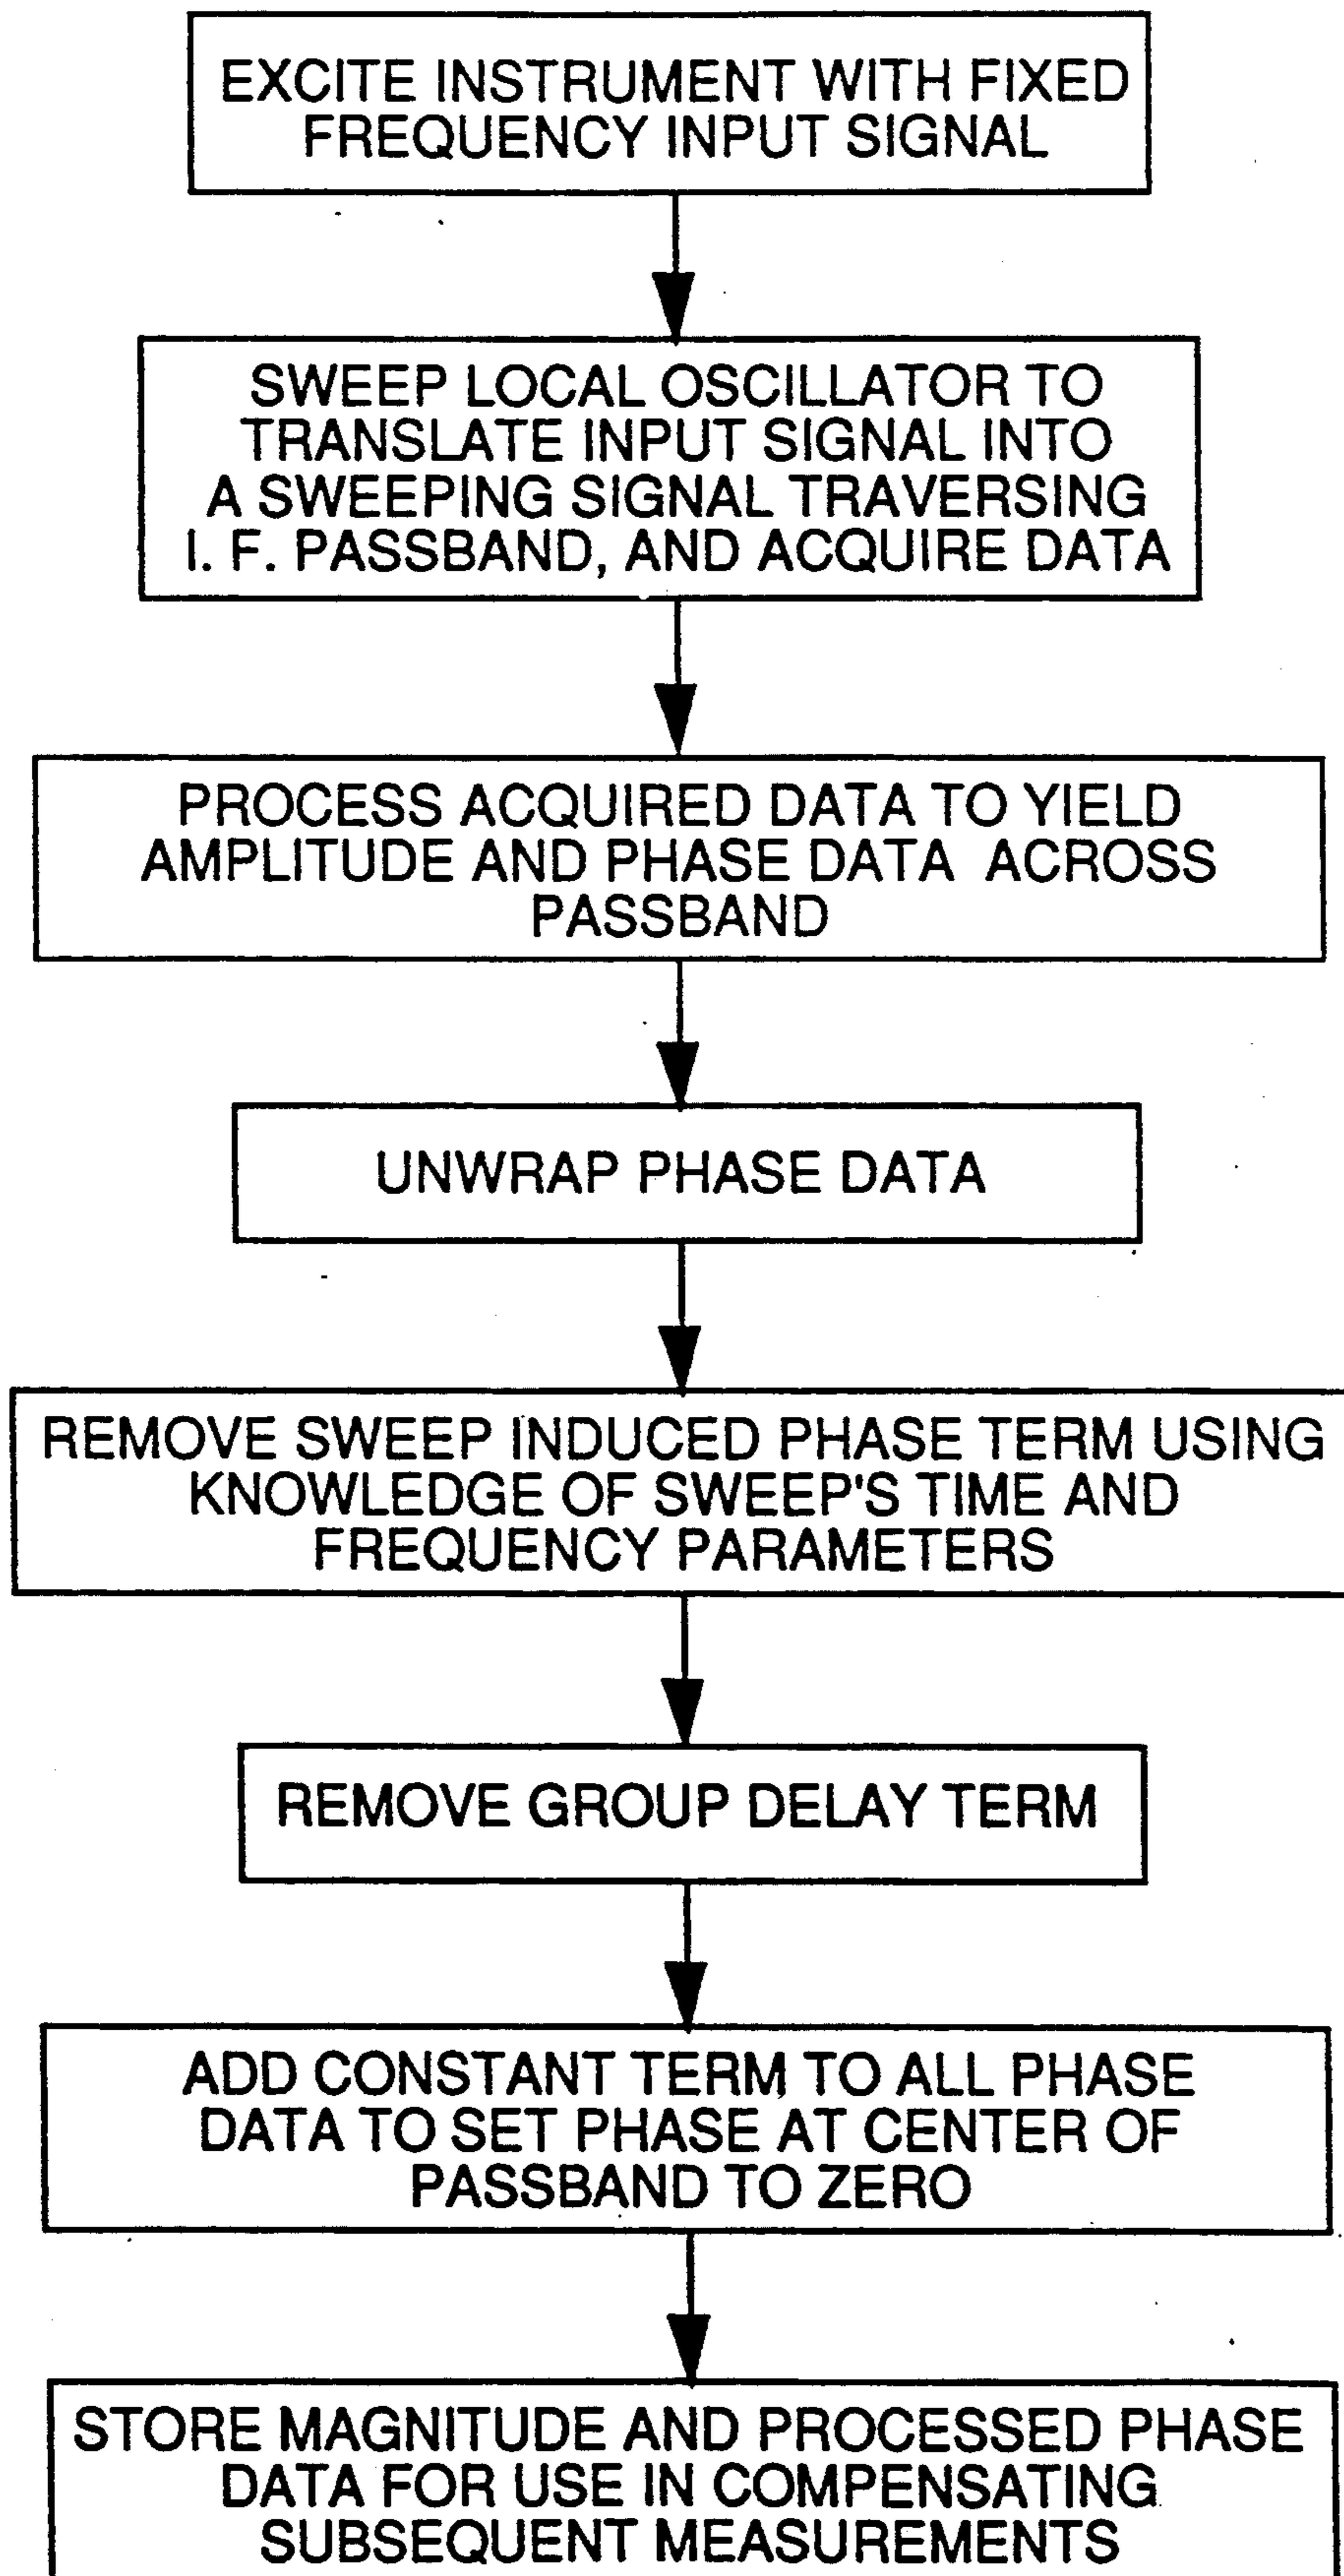 EXCITE INSTRUMENT WITH FIXED
FREQUENCY INPUT SIGNAL
SWEEP LOCAL OSCILLATOR TO
TRANSLATE INPUT SIGNAL INTO
A SWEEPING SIGNAL TRAVERSING
I. F. PASSBAND, AND ACQUIRE DATA
PROCESS ACQUIRED DATA TO YIELD
AMPLITUDE AND PHASE DATA ACROSS
PASSBAND
UNWRAP PHASE DATA
REMOVE SWEEP INDUCED PHASE TERM USING
KNOWLEDGE OF SWEEP'S TIME AND
FREQUENCY PARAMETERS
REMOVE GROUP DELAY TERM
ADD CONSTANT TERM TO ALL PHASE
DATA TO SET PHASE AT CENTER OF
PASSBAND TO ZERO
STORE MAGNITUDE AND PROCESSED PHASE
DATA FOR USE IN COMPENSATING
SUBSEQUENT MEASUREMENTS